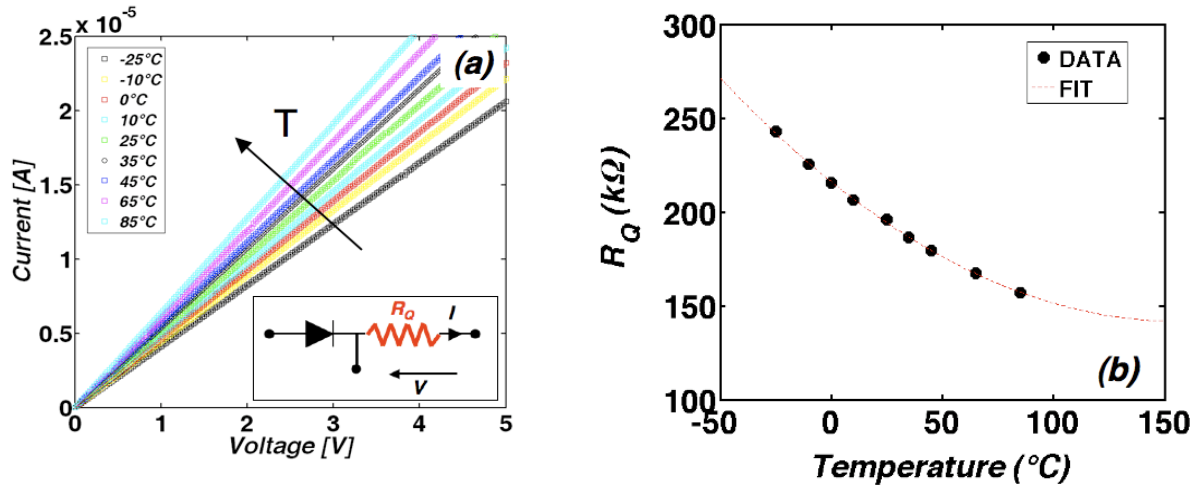 x 10⁻⁵
2.5
2
1.5
1
0.5
0
0
1
2
3
4
5
Current [A]
Voltage [V]
-25°C
-10°C
0°C
10°C
25°C
35°C
45°C
65°C
85°C
(a)
T
R_Q
I
V
300
250
200
150
100
-50
0
50
100
150
R_Q (kΩ)
Temperature (°C)
DATA
FIT
(b)